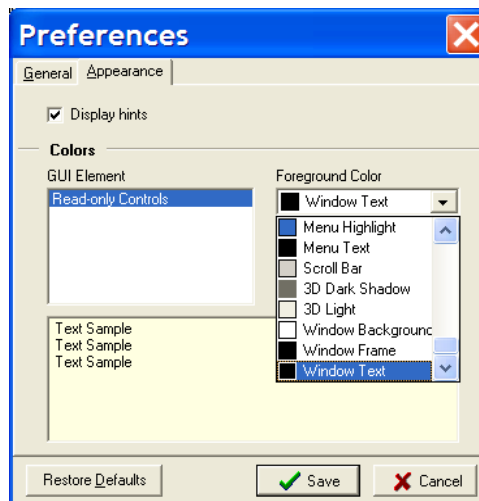 Preferences
General Appearance
Display hints
Colors
GUI Element Foreground Color
Read-only Controls Window Text
Menu Highlight
Menu Text
Scroll Bar
3D Dark Shadow
3D Light
Window Background
Window Frame
Window Text
Text Sample
Text Sample
Text Sample
Restore Defaults Save Cancel